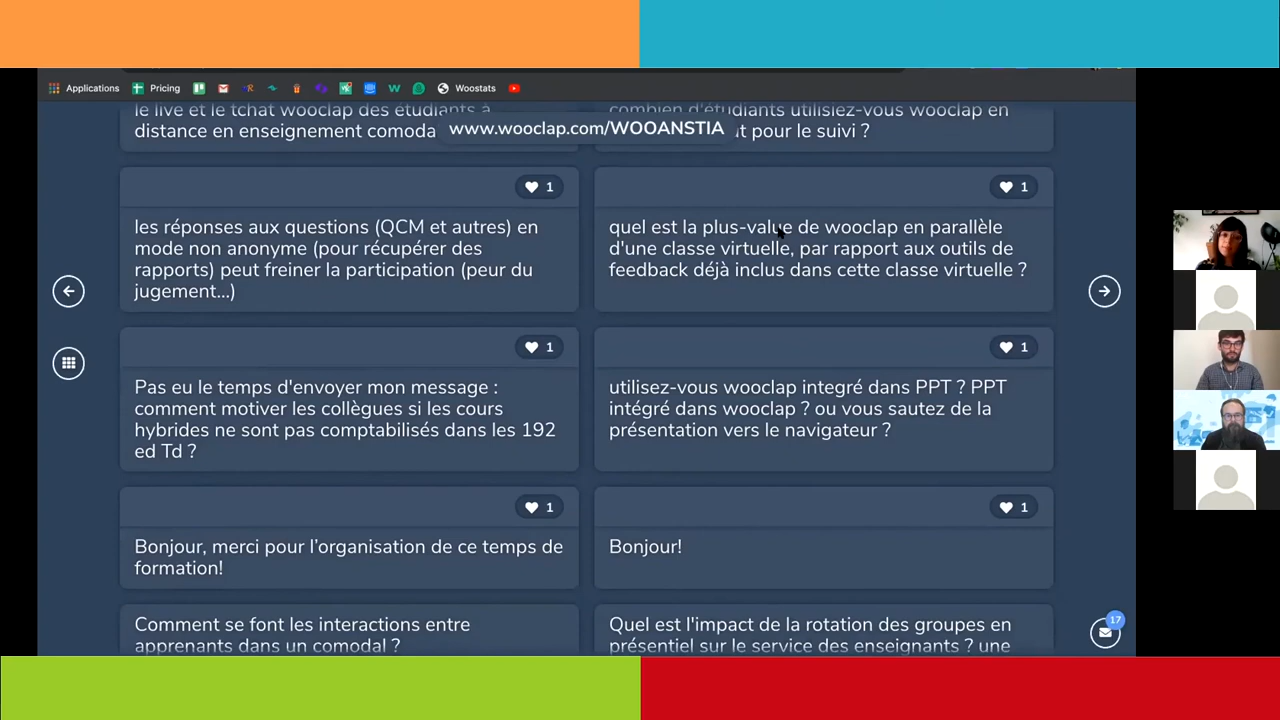 Applications
Pricing
Woostats
le live et le tchat wooclap des étudiants à
distance en enseignement comoda
combien d'étudiants utilisiez-vous wooclap en
t pour le suivi ?
www.wooclap.com/WOOANSTIA
1
les réponses aux questions (QCM et autres) en
mode non anonyme (pour récupérer des
rapports) peut freiner la participation (peur du
jugement...)
1
quel est la plus-value de wooclap en parallèle
d'une classe virtuelle, par rapport aux outils de
feedback déjà inclus dans cette classe virtuelle ?
1
Pas eu le temps d'envoyer mon message :
comment motiver les collègues si les cours
hybrides ne sont pas comptabilisés dans les 192
ed Td ?
1
utilisez-vous wooclap integré dans PPT ? PPT
intégré dans wooclap ? ou vous sautez de la
présentation vers le navigateur ?
1
Bonjour, merci pour l'organisation de ce temps de
formation!
1
Bonjour!
Comment se font les interactions entre
apprenants dans un comodal ?
Quel est l'impact de la rotation des groupes en
présentiel sur le service des enseignants ? une
17